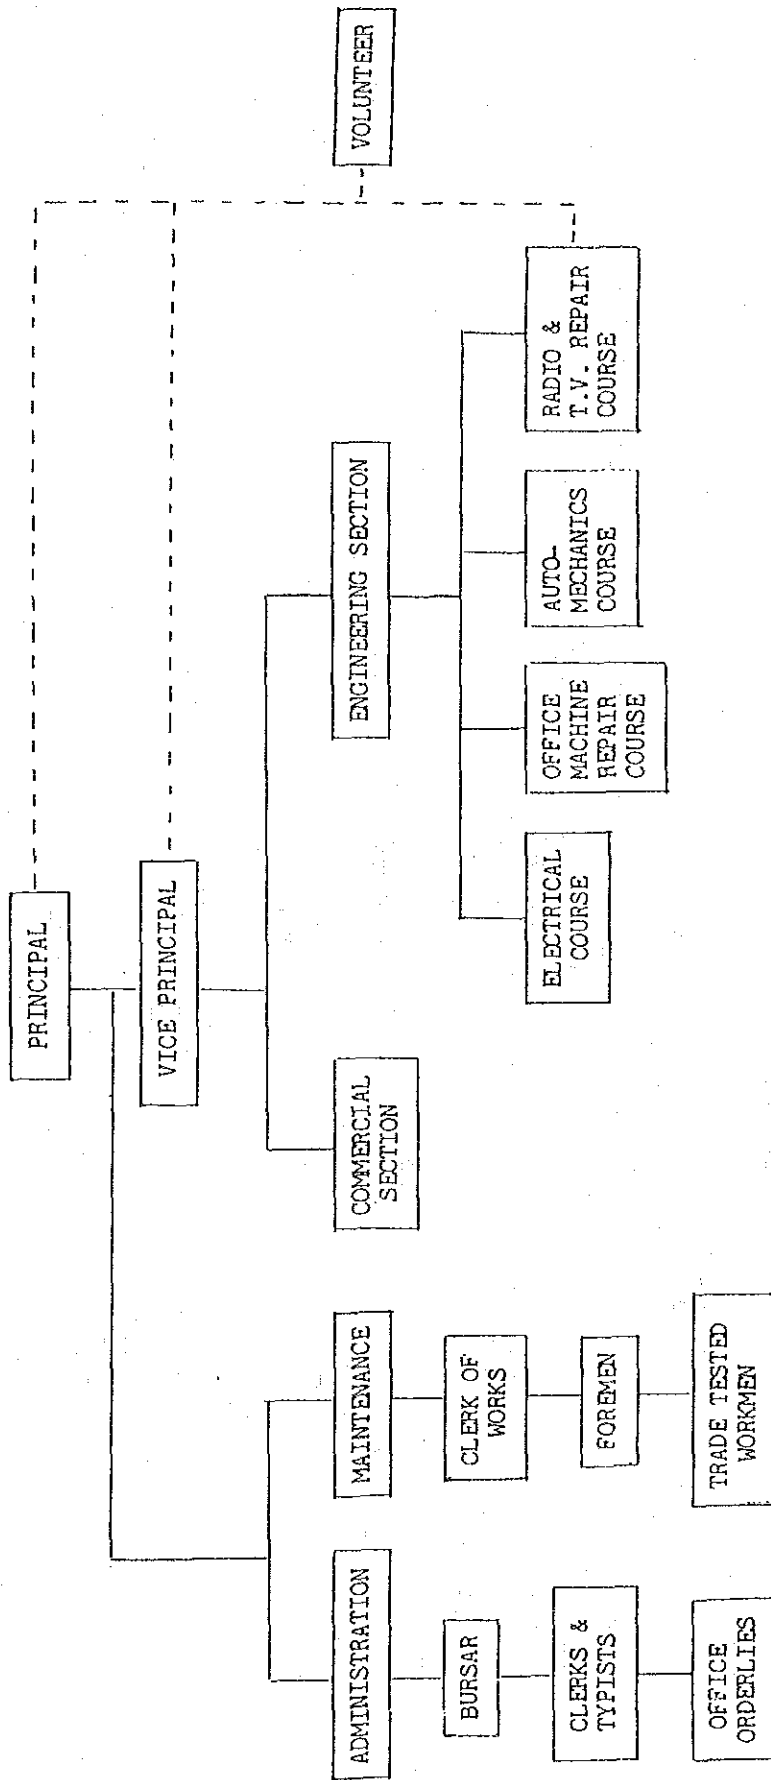 PRINCIPAL
VICE PRINCIPAL
VOLUNTEER
ADMINISTRATION
MAINTENANCE
COMMERCIAL
SECTION
ENGINEERING SECTION
BURSAR
CLERK OF
WORKS
CLERKS &
TYPISTS
FOREMEN
ELECTRICAL
COURSE
OFFICE
MACHINE
REPAIR
COURSE
AUTO-
MECHANICS
COURSE
RADIO &
T.V. REPAIR
COURSE
OFFICE
ORDERLIES
TRADE TESTED
WORKMEN